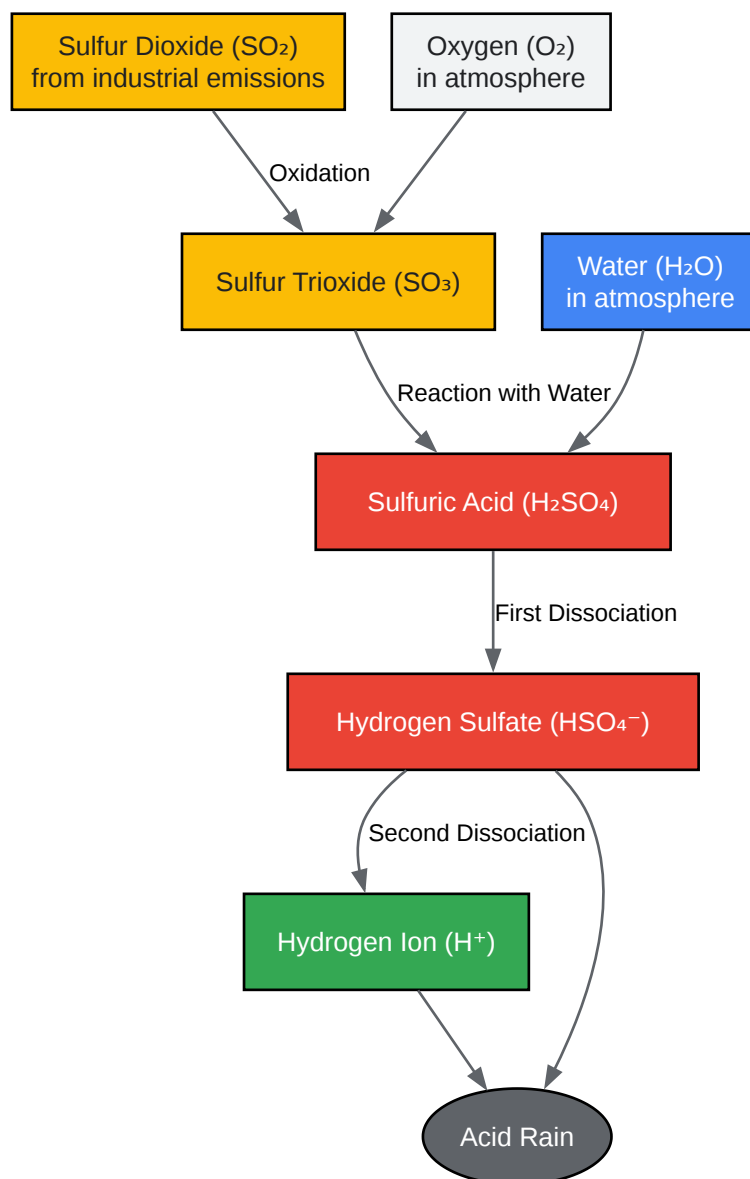 Sulfur Dioxide (SO₂)
from industrial emissions
Oxygen (O₂)
in atmosphere
Oxidation
Sulfur Trioxide (SO₃)
Water (H₂O)
in atmosphere
Reaction with Water
Sulfuric Acid (H₂SO₄)
First Dissociation
Hydrogen Sulfate (HSO₄⁻)
Second Dissociation
Hydrogen Ion (H⁺)
Acid Rain